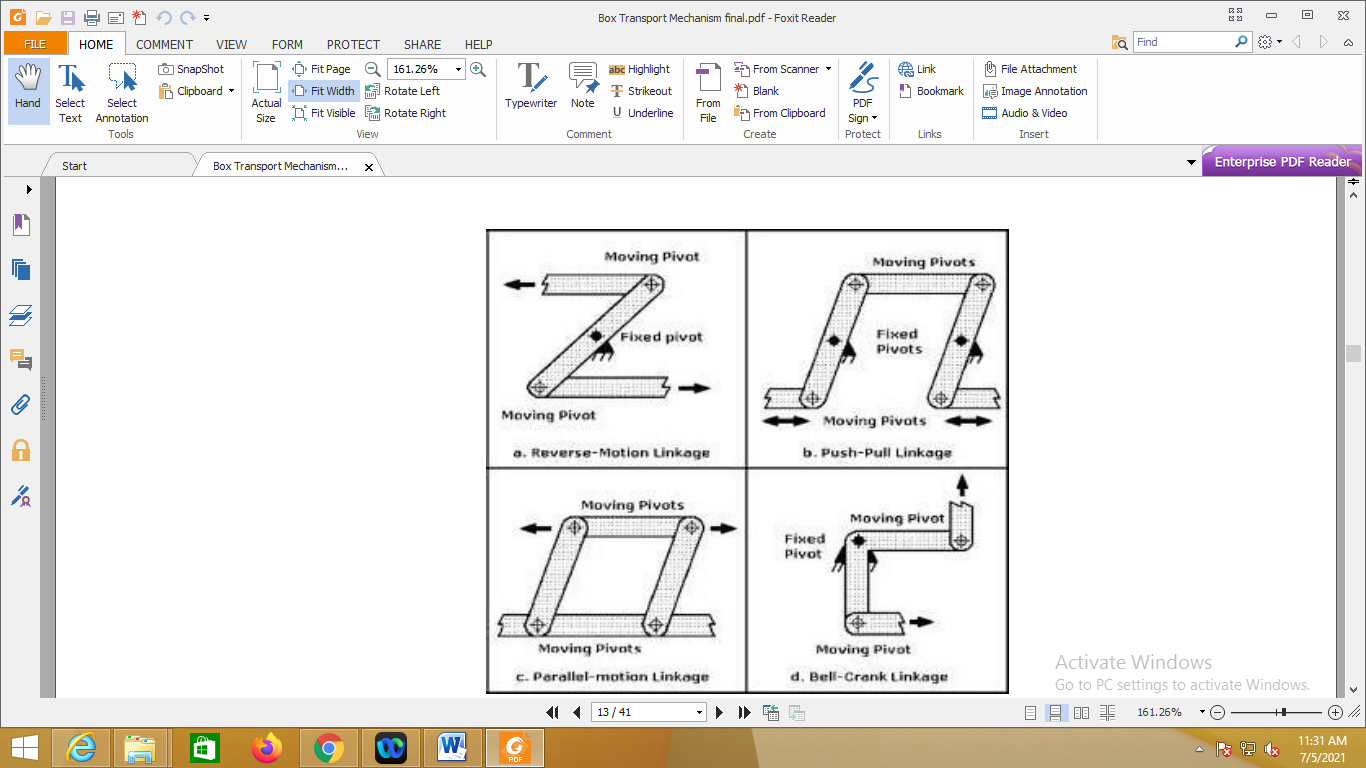 Box Transport Mechanism final.pdf - Foxit Reader
FILE HOME COMMENT VIEW FORM PROTECT SHARE HELP
Find
Hand
Select Text
Select Annotation
SnapShot
Clipboard
Tools
Actual Size
Fit Page
Fit Width
Fit Visible
161.26%
Rotate Left
Rotate Right
View
Typewriter
Note
abc Highlight
T Strikeout
U Underline
Comment
From File
From Scanner
Blank
From Clipboard
Create
PDF Sign
Protect
Link
Bookmark
Links
File Attachment
Image Annotation
Audio & Video
Insert
Start
Box Transport Mechanism...
Enterprise PDF Reader
Moving Pivot
Fixed pivot
Moving Pivot
a. Reverse-Motion Linkage
Moving Pivots
Fixed
Pivots
Moving Pivots
b. Push-Pull Linkage
Moving Pivots
Moving Pivots
c. Parallel-motion Linkage
Moving Pivot
Fixed
Pivot
Moving Pivot
d. Bell-Crank Linkage
Activate Windows
Go to PC settings to activate Windows.
13 / 41
161.26%
PDF
11:31 AM
7/5/2021